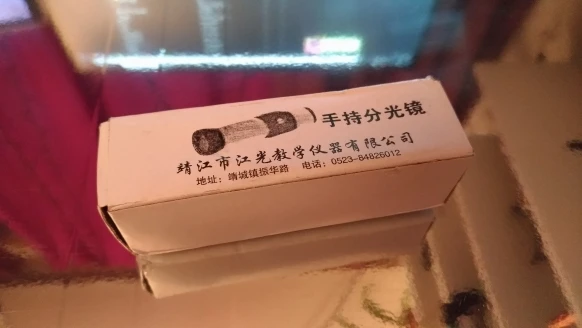 手持分光镜
靖江市江光教学仪器有限公司
地址：靖城镇振华路 电话：0523-84826012